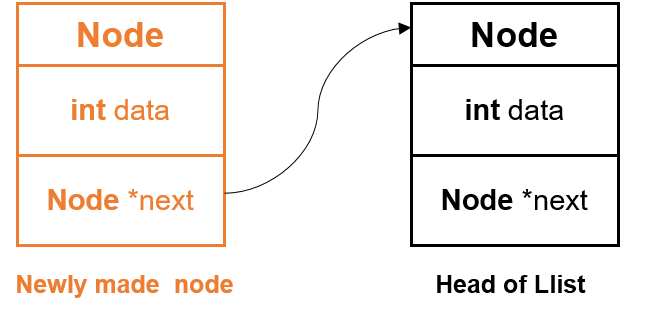 Node
int data
Node *next
Newly made node
Node
int data
Node *next
Head of Llist